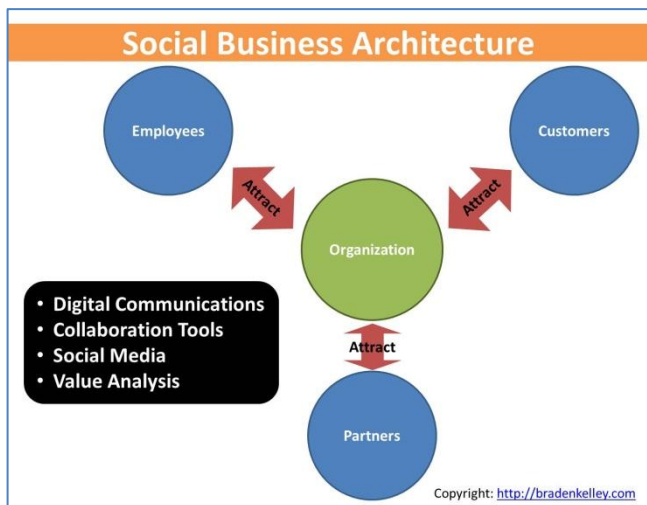 Social Business Architecture
Employees
Customers
Attract
Attract
Organization
• Digital Communications
• Collaboration Tools
• Social Media
• Value Analysis
Attract
Partners
Copyright: http://bradenkelley.com